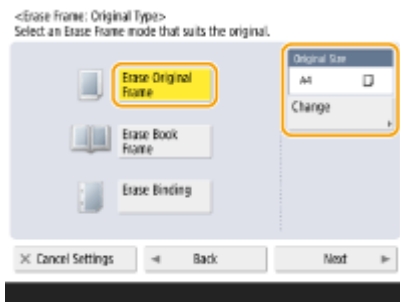 <Erase Frame: Original Type>
Select an Erase Frame mode that suits the original.
Original Size
Erase Original
Frame
A4
Change
Erase Book
Frame
Erase Binding
Cancel Settings
Back
Next